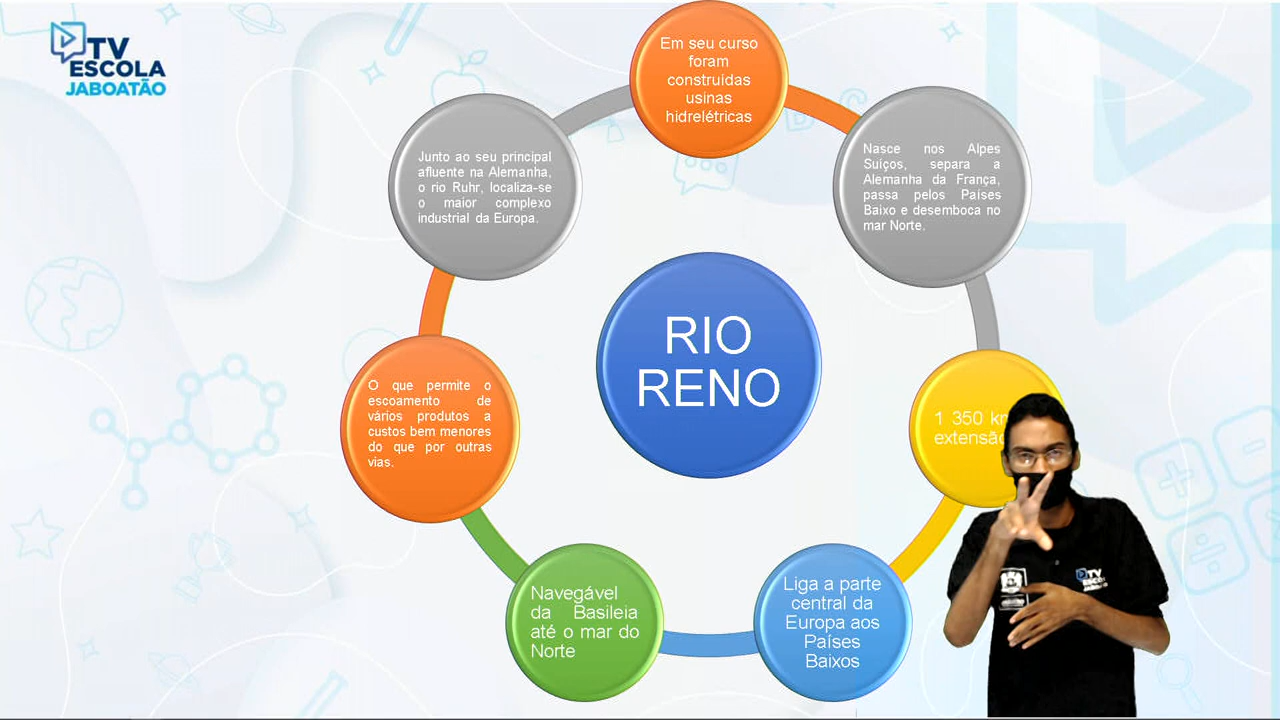 TV
ESCOLA
JABOATÃO
Em seu curso
foram
construídas
usinas
hidrelétricas
Nasce nos Alpes
Suíços, separa a
Alemanha da França,
passa pelos Países
Baixo e desemboca no
mar Norte.
1 350 km
extensão
Liga a parte
central da
Europa aos
Países
Baixos
Navegável
da Basileia
até o mar do
Norte
O que permite o
escoamento de
vários produtos a
custos bem menores
do que por outras
vias.
Junto ao seu principal
afluente na Alemanha,
o rio Ruhr, localiza-se
o maior complexo
industrial da Europa.
RIO
RENO
TV
ESCOLA
JABOATÃO